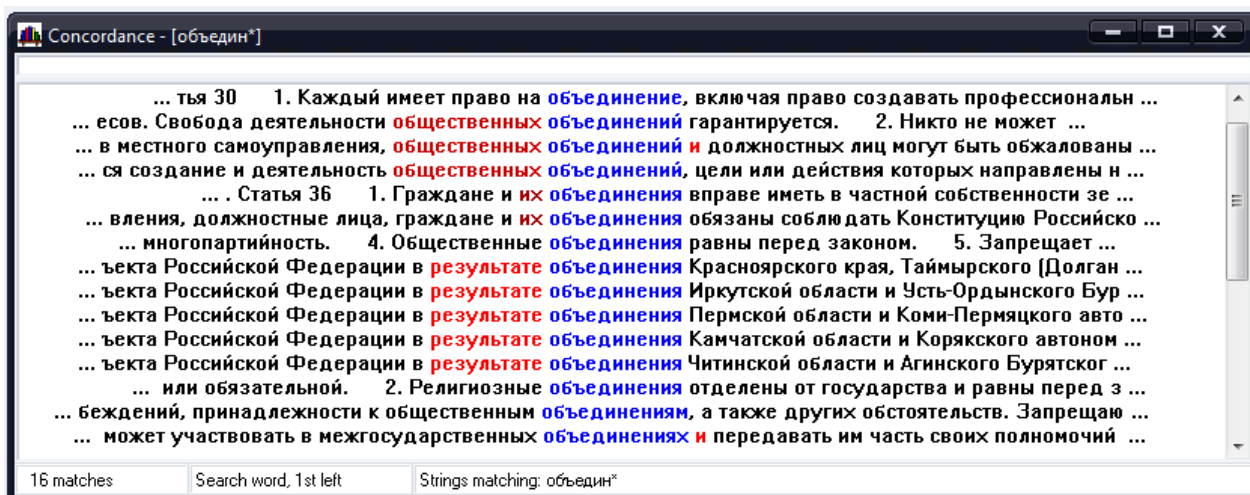 Concordance - [объедин*]
... тья 30 1. Каждый имеет право на объединение, включая право создавать профессиональн ...
... есов. Свобода деятельности общественных объединений гарантируется. 2. Никто не может ...
... в местного самоуправления, общественных объединений и должностных лиц могут быть обжалованы ...
... ся создание и деятельность общественных объединений, цели или действия которых направлены н ...
... . Статья 36 1. Граждане и их объединения вправе иметь в частной собственности зе ...
... вления, должностные лица, граждане и их объединения обязаны соблюдать Конституцию Российско ...
... многопартийность. 4. Общественные объединения равны перед законом. 5. Запрещает ...
... ъекта Российской Федерации в результате объединения Красноярского края, Таймырского (Долган ...
... ъекта Российской Федерации в результате объединения Иркутской области и Усть-Ордынского Бур ...
... ъекта Российской Федерации в результате объединения Пермской области и Коми-Пермяцкого авто ...
... ъекта Российской Федерации в результате объединения Камчатской области и Корякского автоном ...
... ъекта Российской Федерации в результате объединения Читинской области и Агинского Бурятског ...
... или обязательной. 2. Религиозные объединения отделены от государства и равны перед з ...
... беждений, принадлежности к общественным объединениям, а также других обстоятельств. Запрещаю ...
... может участвовать в межгосударственных объединениях и передавать им часть своих полномочий ...
16 matches Search word, 1st left Strings matching: объедин*